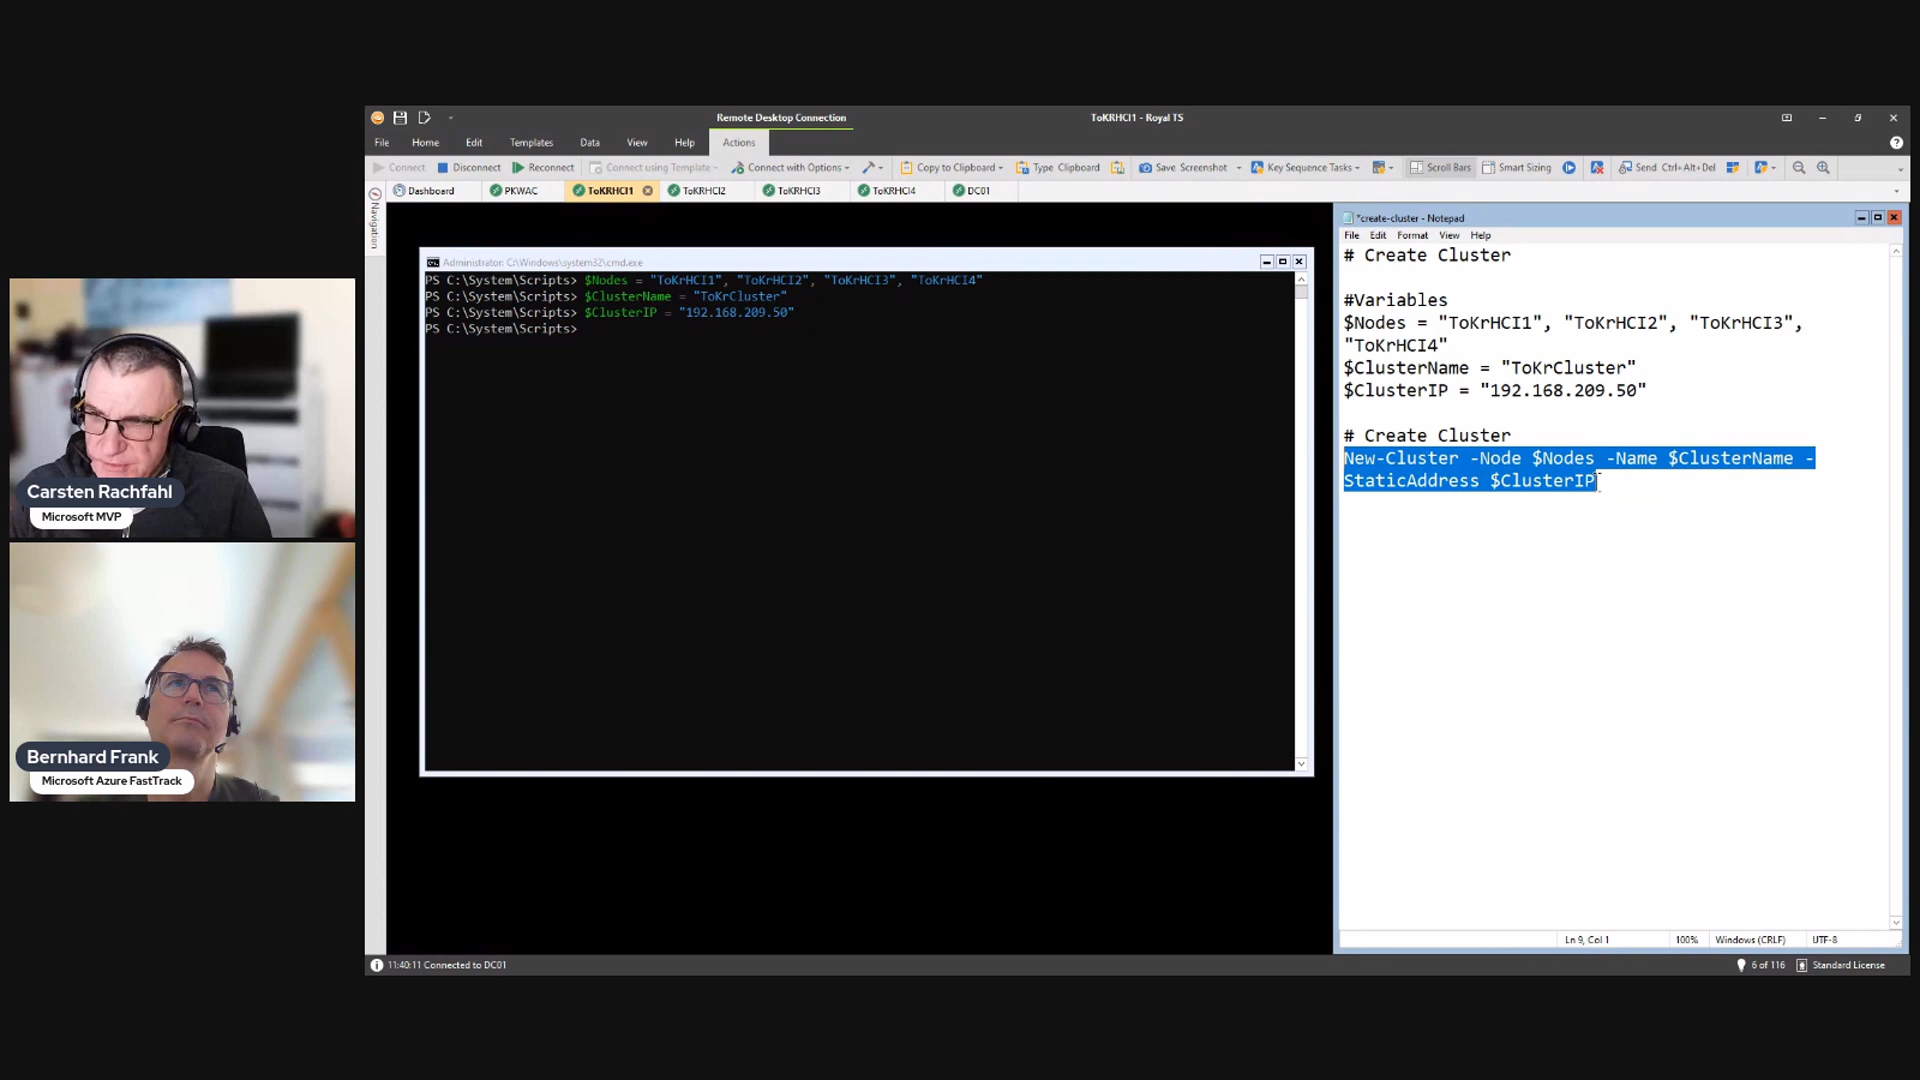 Remote Desktop Connection
ToKRHCI1 - Royal TS
File Home Edit Templates Data View Help Actions
Connect Disconnect Reconnect Connect using Template Connect with Options Copy to Clipboard Type Clipboard Save Screenshot Key Sequence Tasks Scroll Bars Smart Sizing Send Ctrl+Alt+Del
Dashboard PKWAC ToKRHCI1 ToKRHCI2 ToKRHCI3 ToKRHCI4 DC01
Navigation
Administrator: C:\Windows\system32\cmd.exe
PS C:\System\Scripts> $Nodes = "ToKrHCI1", "ToKrHCI2", "ToKrHCI3", "ToKrHCI4"
PS C:\System\Scripts> $ClusterName = "ToKrCluster"
PS C:\System\Scripts> $ClusterIP = "192.168.209.50"
PS C:\System\Scripts>
*create-cluster - Notepad
File Edit Format View Help
# Create Cluster
#Variables
$Nodes = "ToKrHCI1", "ToKrHCI2", "ToKrHCI3",
"ToKrHCI4"
$ClusterName = "ToKrCluster"
$ClusterIP = "192.168.209.50"
# Create Cluster
New-Cluster -Node $Nodes -Name $ClusterName -
StaticAddress $ClusterIP
Ln 9, Col 1 100% Windows (CRLF) UTF-8
11:40:11 Connected to DC01
6 of 116 Standard License
Carsten Rachfahl
Microsoft MVP
Bernhard Frank
Microsoft Azure FastTrack